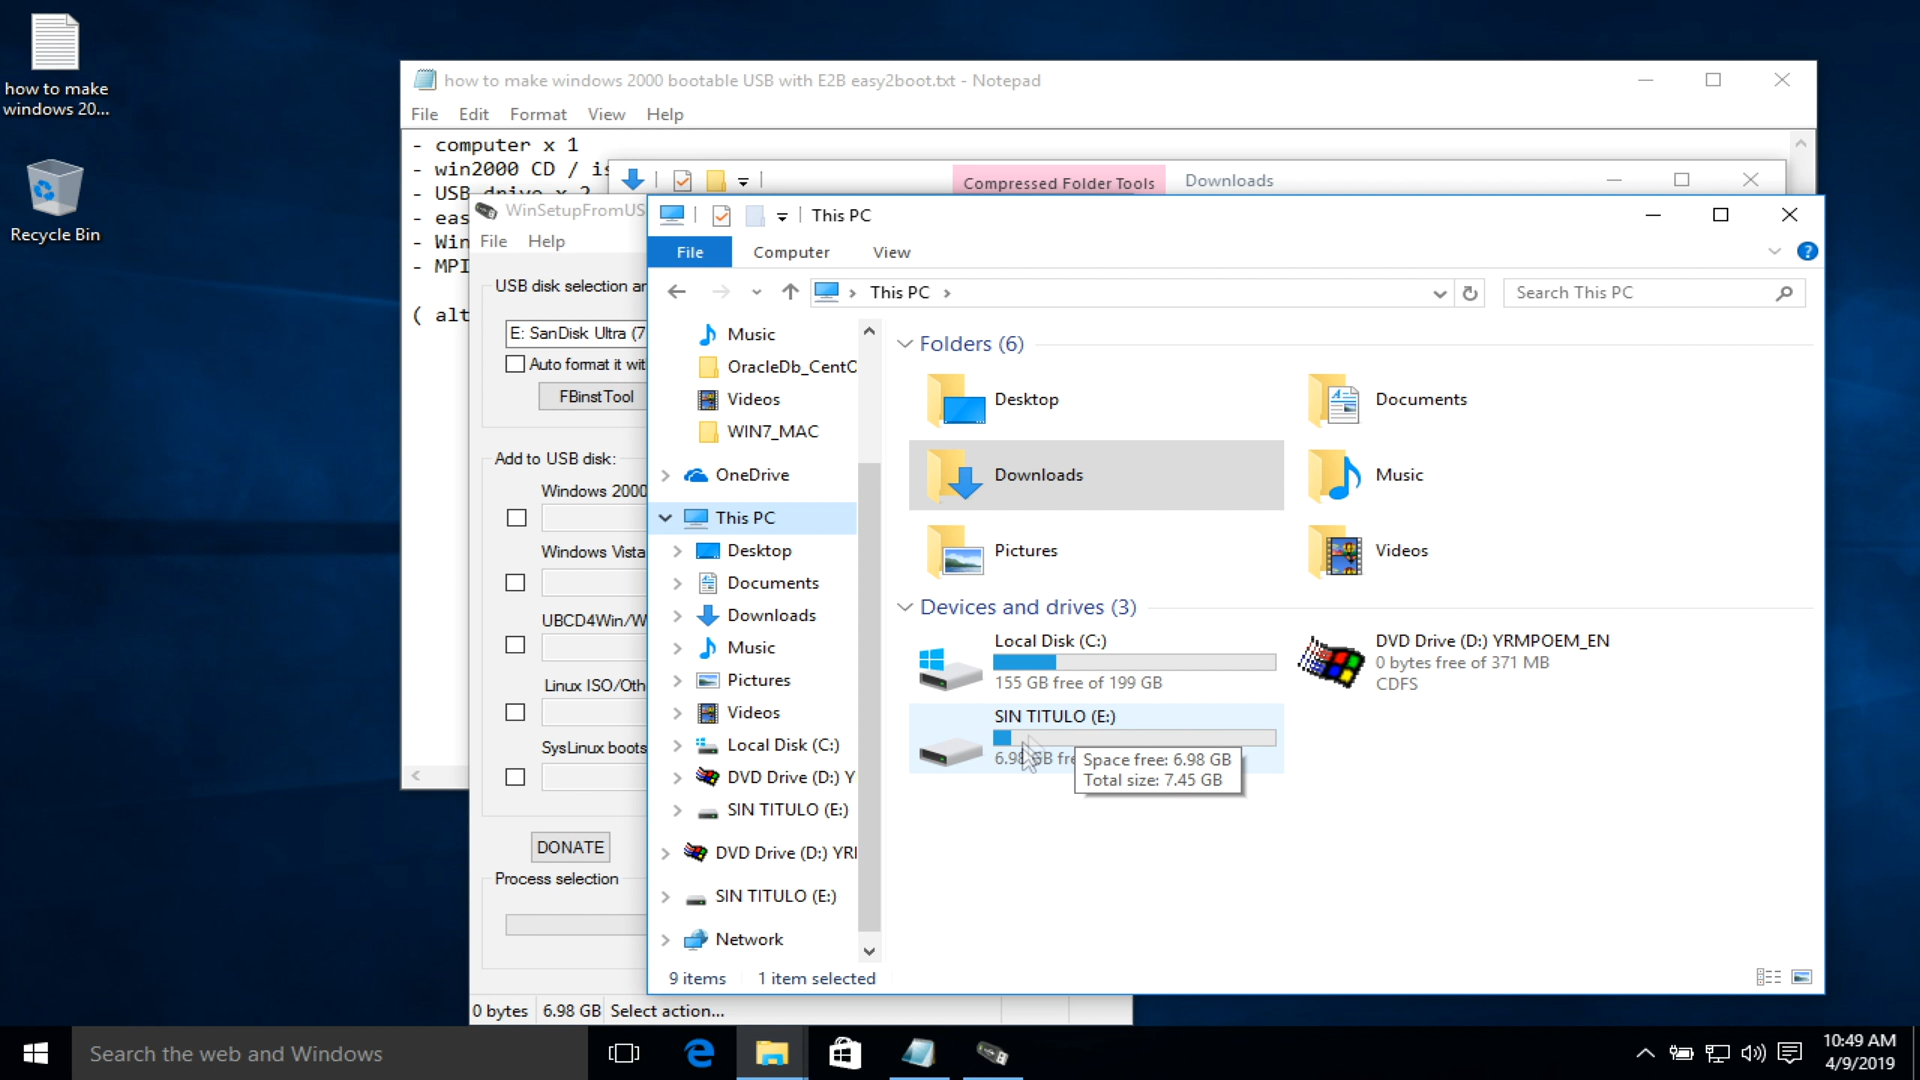 how to make
windows 20...
Recycle Bin
how to make windows 2000 bootable USB with E2B easy2boot.txt - Notepad
File Edit Format View Help
- computer x 1
- win2000 CD /
- USB drive x 2
- eas
- Win
- MPI
( alt
Compressed Folder Tools Downloads
WinSetupFromUS
File Help
USB disk selection an
E: SanDisk Ultra (7
Auto format it wit
FBinstTool
Add to USB disk:
Windows 2000
Windows Vista
UBCD4Win/W
Linux ISO/Oth
SysLinux boots
DONATE
Process selection
0 bytes 6.98 GB Select action...
This PC
File Computer View
This PC
Search This PC
Music
OracleDb_CentO
Videos
WIN7_MAC
OneDrive
This PC
Desktop
Documents
Downloads
Music
Pictures
Videos
Local Disk (C:)
DVD Drive (D:) Y
SIN TITULO (E:)
DVD Drive (D:) YRI
SIN TITULO (E:)
Network
Folders (6)
Desktop
Documents
Downloads
Music
Pictures
Videos
Devices and drives (3)
Local Disk (C:)
155 GB free of 199 GB
DVD Drive (D:) YRMPOEM_EN
0 bytes free of 371 MB
CDFS
SIN TITULO (E:)
6.98 GB fre
Space free: 6.98 GB
Total size: 7.45 GB
9 items 1 item selected
Search the web and Windows
10:49 AM
4/9/2019